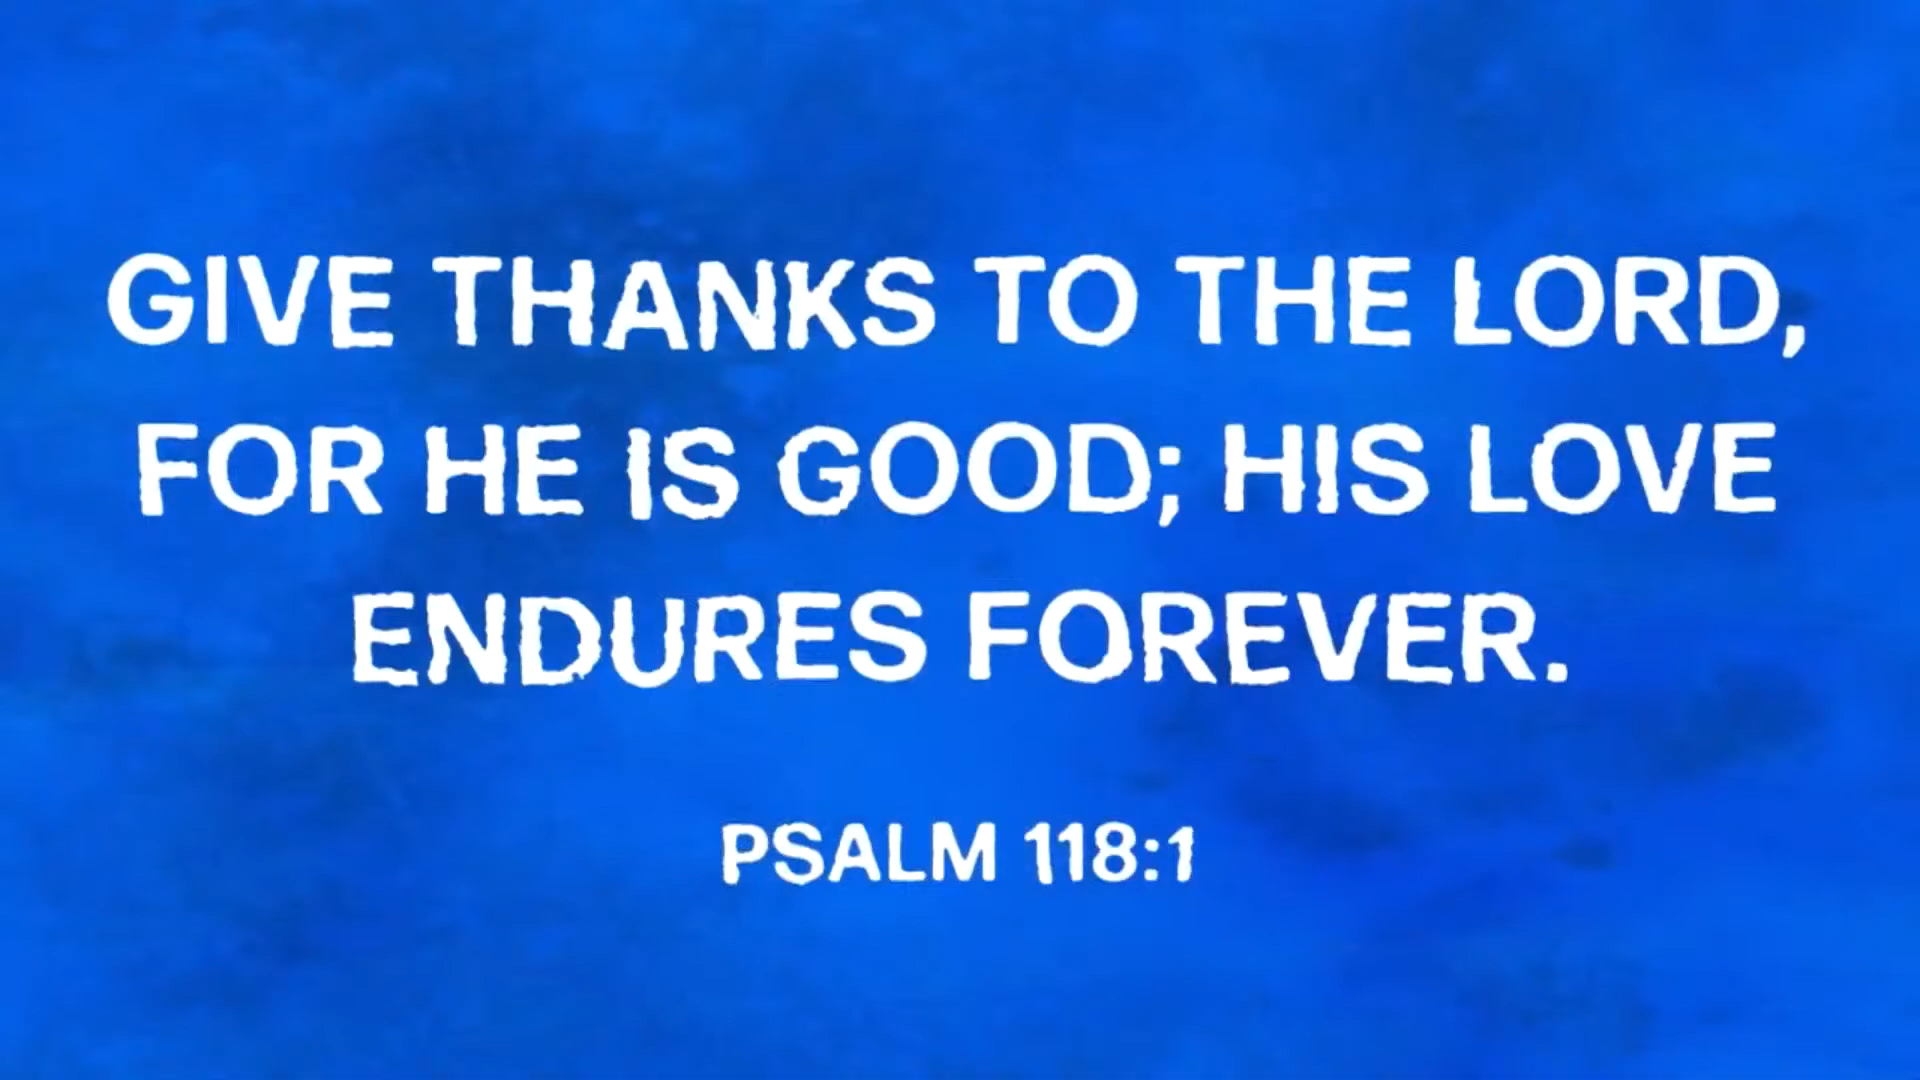 GIVE THANKS TO THE LORD,
FOR HE IS GOOD; HIS LOVE
ENDURES FOREVER.
PSALM 118:1